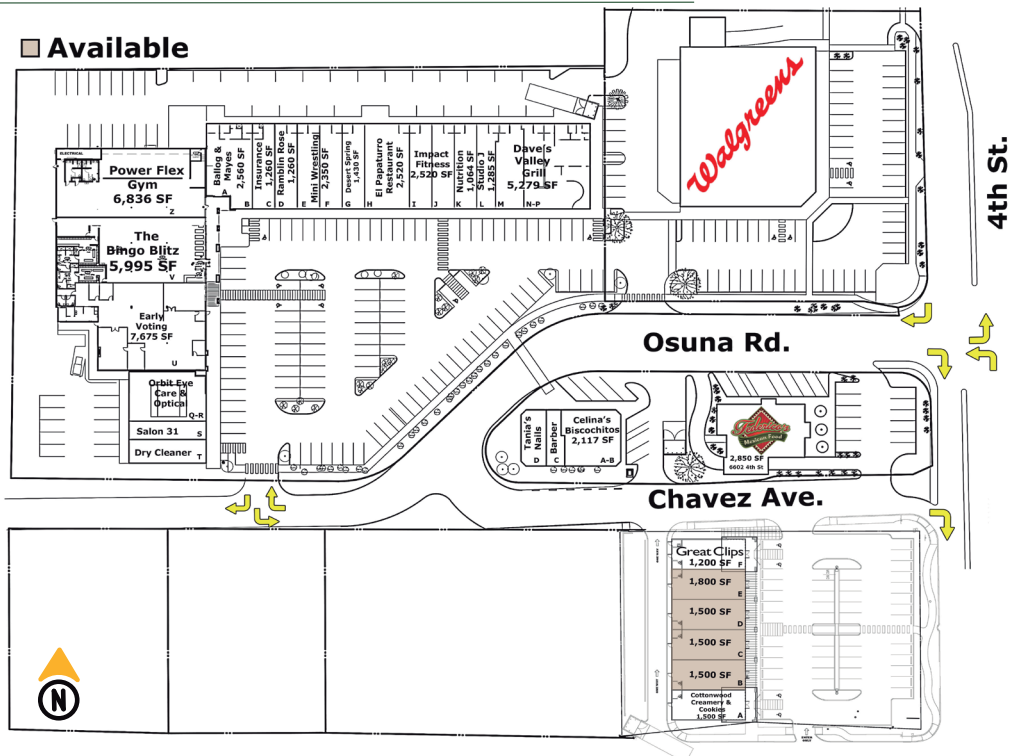 Available
Walgreens
4th St.
ELECTRICAL
Power Flex
Gym
6,836 SF
Z
The
Bingo Blitz
5,995 SF
V
Early
Voting
7,675 SF
U
Orbit Eye
Care &
Optical
Q-R
Salon 31
S
Dry Cleaner
T
Ballog &
Mayes
2,560 SF
A
B
Insurance
1,260 SF
C
Ramblin Rose
1,260 SF
D
E
Mini Wrestling
2,350 SF
F
Desert Spring
1,430 SF
G
H
El Papaturro
Restaurant
2,520 SF
I
Impact
Fitness
2,520 SF
J
Nutrition
1,064 SF
K
Studio J
1,285 SF
L
M
Dave's
Valley
Grill
5,279 SF
N-P
Osuna Rd.
Tania's
Nails
D
Barber
C
Celina's
Biscochitos
2,117 SF
A-B
Mexican Food
2,850 SF
6602 4th St
Chavez Ave.
Great Clips
1,200 SF
F
1,800 SF
E
1,500 SF
D
1,500 SF
C
1,500 SF
B
Cottonwood
Creamery &
Cookies
1,500 SF
A
N